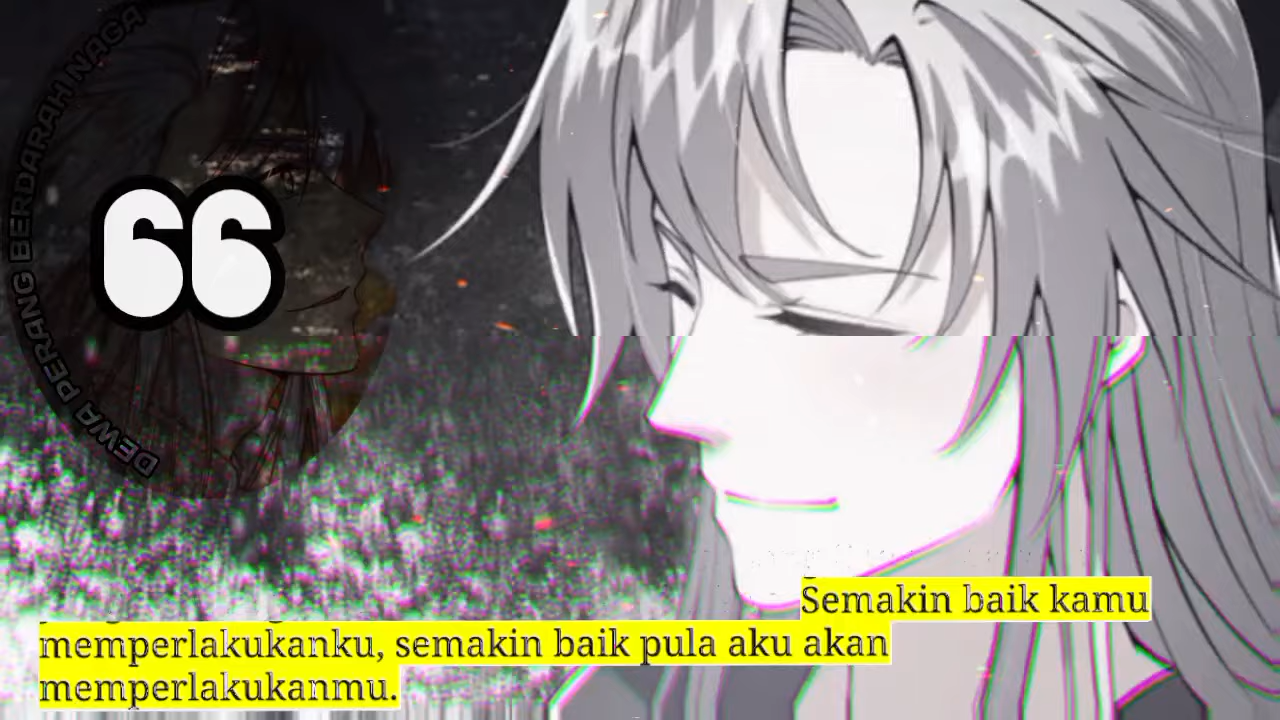 DEWA PERANG BERDARAH NAGA
66
Semakin baik kamu
memperlakukanku, semakin baik pula aku akan
memperlakukanmu.